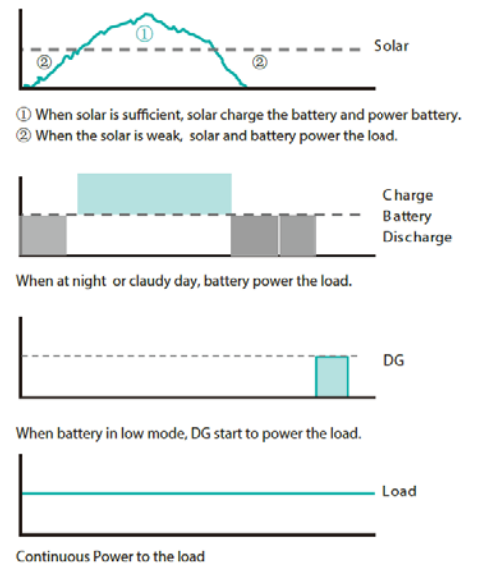 ①
② ②
Solar
① When solar is sufficient, solar charge the battery and power battery.
② When the solar is weak, solar and battery power the load.
Charge
Battery
Discharge
When at night or claudy day, battery power the load.
DG
When battery in low mode, DG start to power the load.
Load
Continuous Power to the load